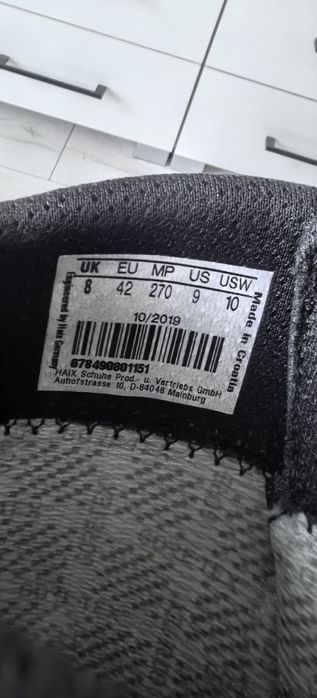 UK EU MP US USW
8 42 270 9 10
10/2019
678490801151
HAIX Schuhe Prod.- u. Vertriebs GmbH
Auhofstrasse 10, D-84048 Mainburg
Engineered by Haix Germany
Made in Croatia